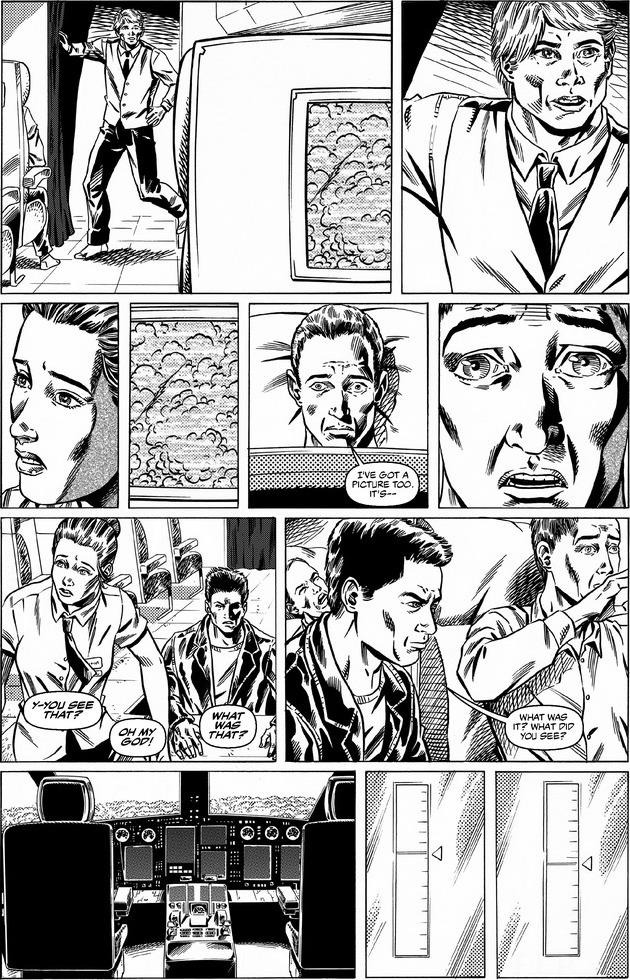 I'VE GOT A
PICTURE TOO.
IT'S--
Y-YOU SEE
THAT?
OH MY
GOD!
WHAT
WAS
THAT?
WHAT WAS
IT? WHAT DID
YOU SEE?